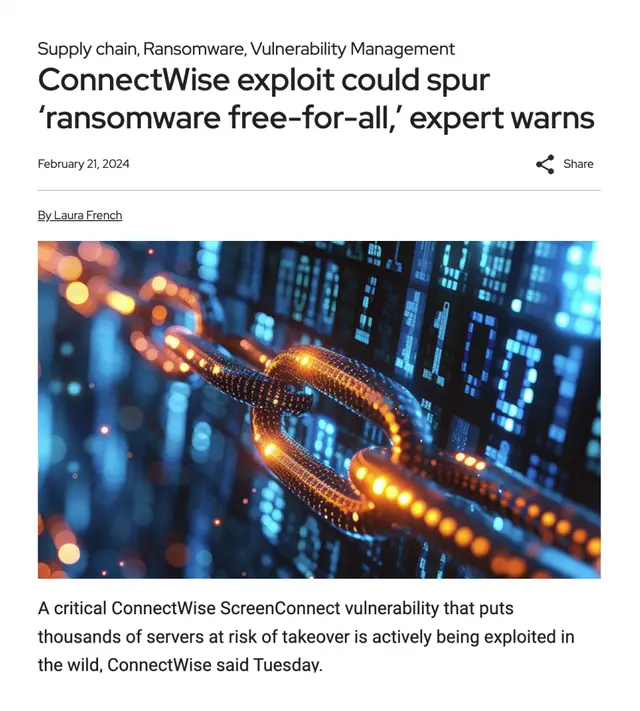 Supply chain, Ransomware, Vulnerability Management
ConnectWise exploit could spur
‘ransomware free-for-all,’ expert warns
February 21, 2024
Share
By Laura French
A critical ConnectWise ScreenConnect vulnerability that puts
thousands of servers at risk of takeover is actively being exploited in
the wild, ConnectWise said Tuesday.